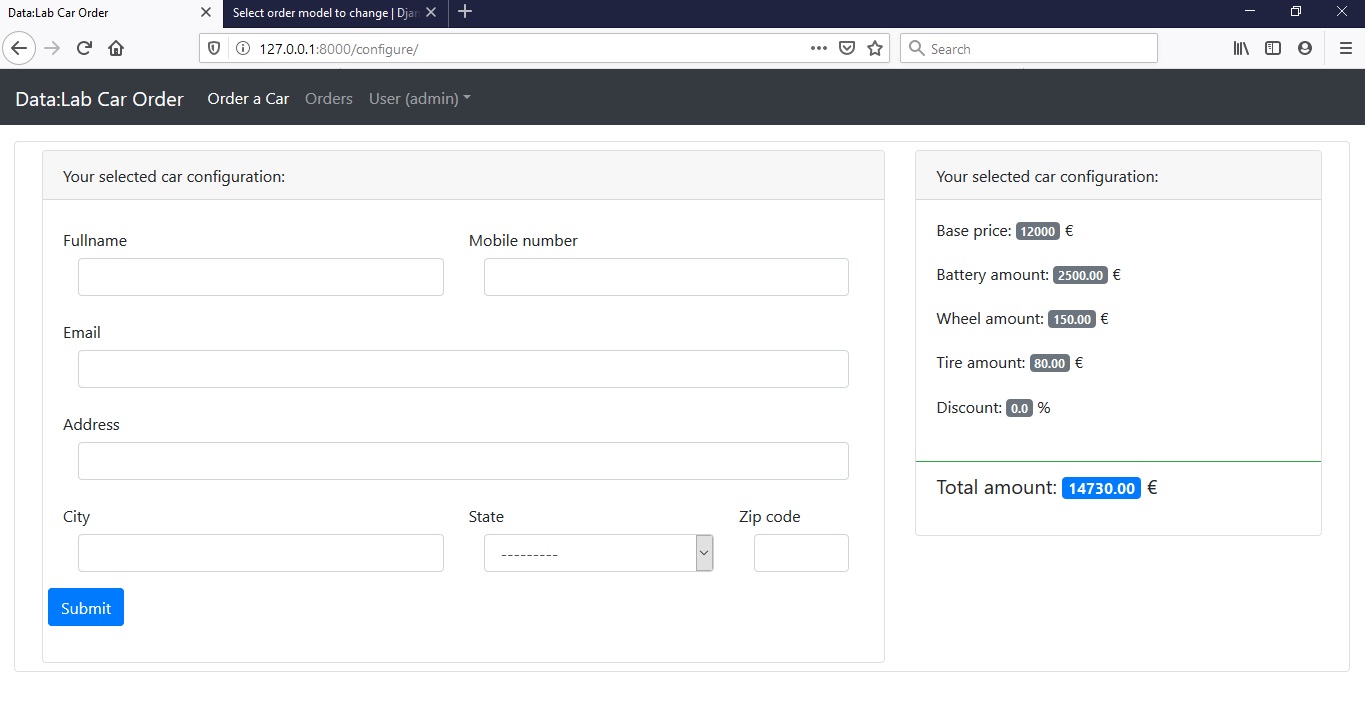 Data:Lab Car Order
Select order model to change | Djan
127.0.0.1:8000/configure/
Search
Data:Lab Car Order Order a Car Orders User (admin)
Your selected car configuration:
Fullname Mobile number
Email
Address
City State Zip code
---------
Submit
Your selected car configuration:
Base price: 12000 €
Battery amount: 2500.00 €
Wheel amount: 150.00 €
Tire amount: 80.00 €
Discount: 0.0 %
Total amount: 14730.00 €